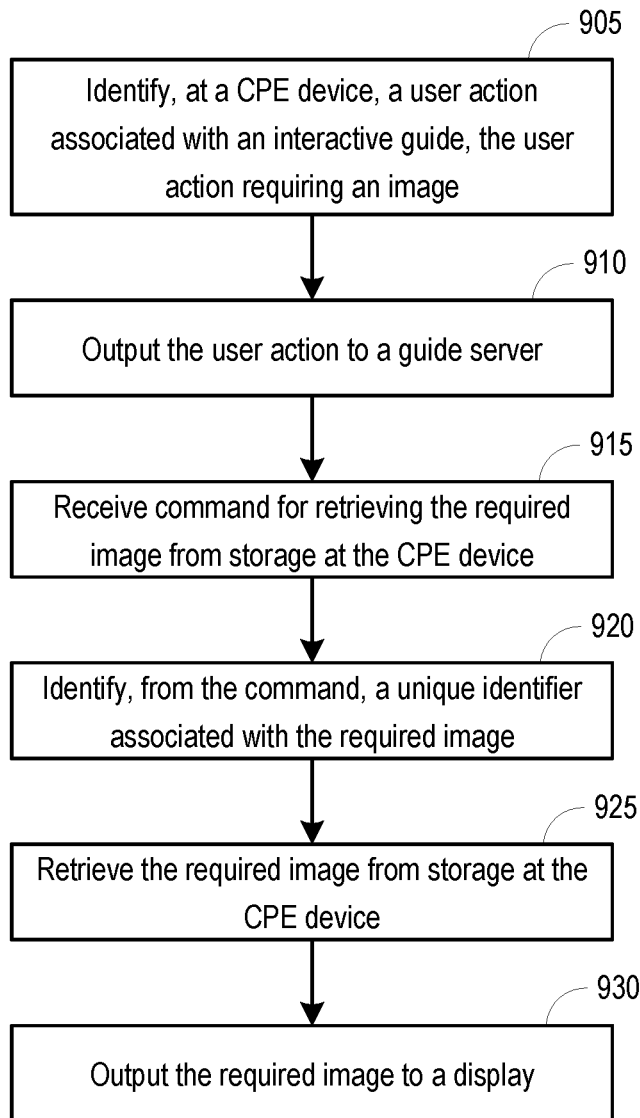 905
Identify, at a CPE device, a user action
associated with an interactive guide, the user
action requiring an image
910
Output the user action to a guide server
915
Receive command for retrieving the required
image from storage at the CPE device
920
Identify, from the command, a unique identifier
associated with the required image
925
Retrieve the required image from storage at the
CPE device
930
Output the required image to a display